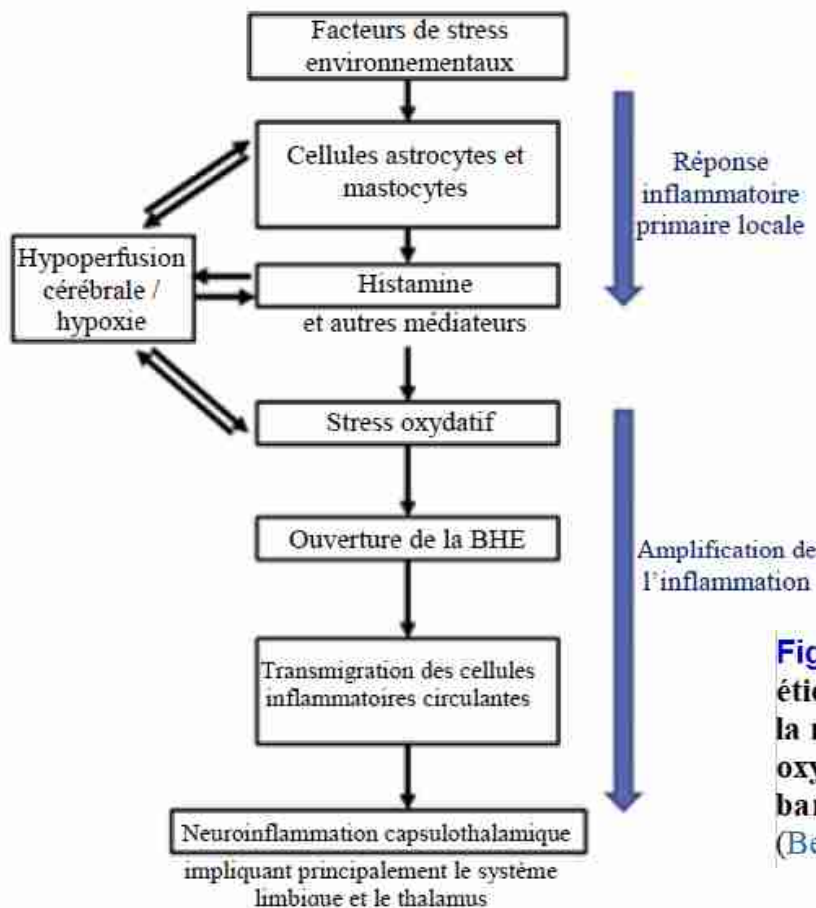 Facteurs de stress
environnementaux
Cellules astrocytes et
mastocytes
Réponse
inflammatoire
primaire locale
Hypoperfusion
cérébrale /
hypoxie
Histamine
et autres médiateurs
Stress oxydatif
Ouverture de la BHE
Amplification de
l’inflammation
Transmigration des cellules
inflammatoires circulantes
Neuroinflammation capsulothalamique
impliquant principalement le système
limbique et le thalamus
Fig
étio
la n
oxy
bar
(Be